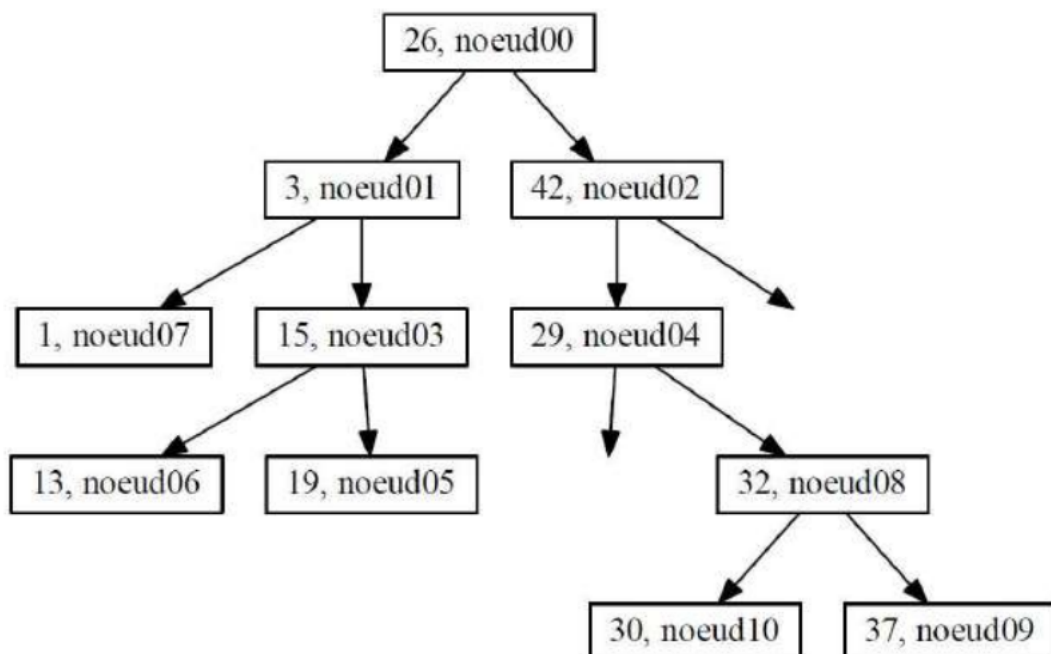 26, noeud00
3, noeud01
42, noeud02
1, noeud07
15, noeud03
29, noeud04
13, noeud06
19, noeud05
32, noeud08
30, noeud10
37, noeud09